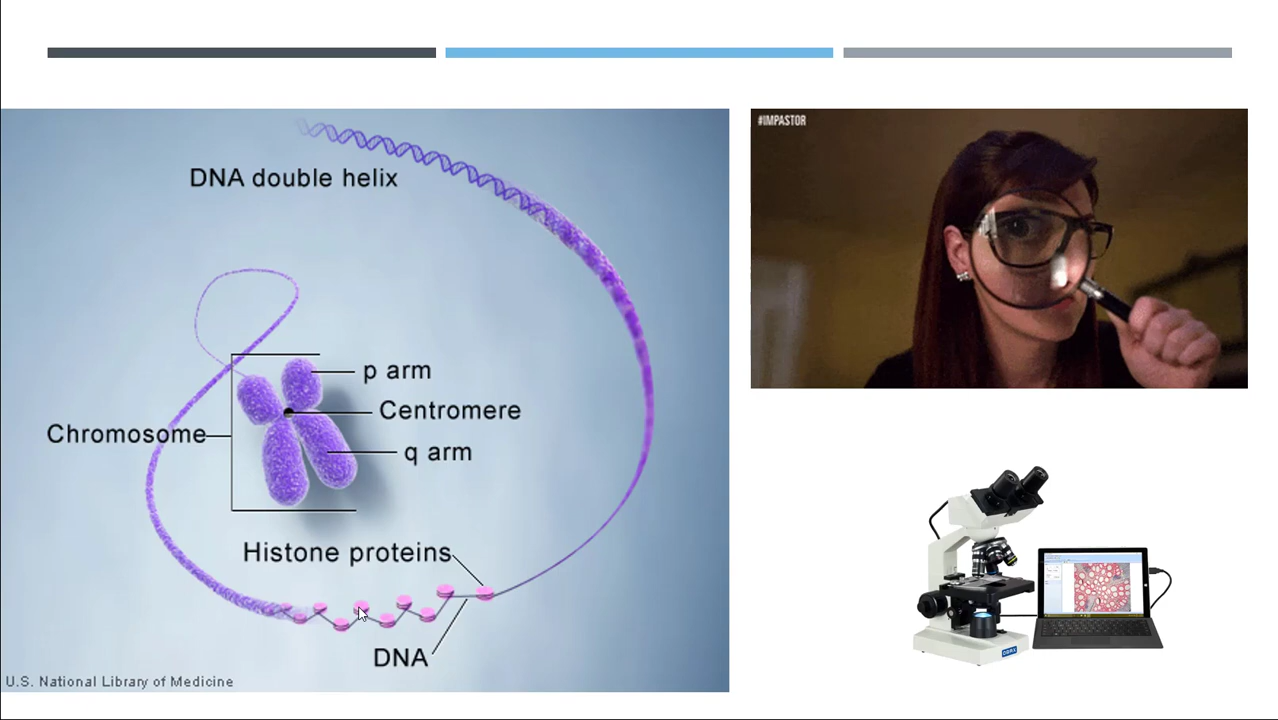 DNA double helix
p arm
Centromere
Chromosome
q arm
Histone proteins
DNA
U.S. National Library of Medicine
#IMPASTOR